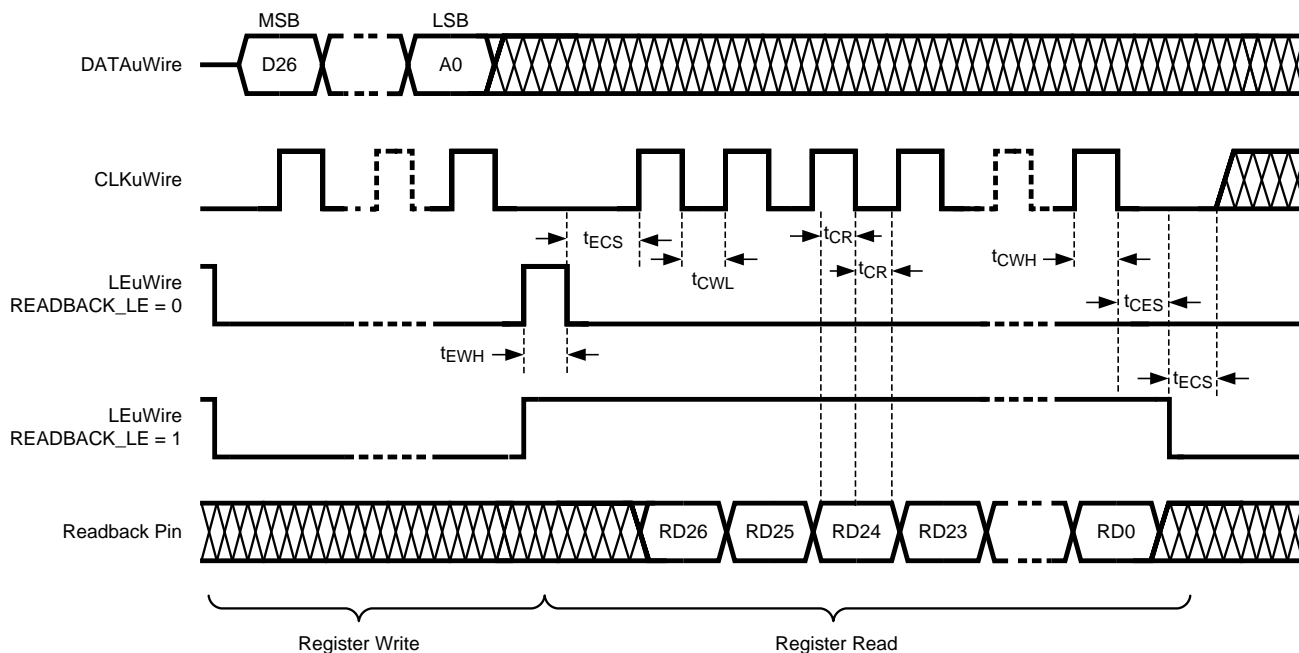 MSB
LSB
DATAuWire
D26
A0
CLKuWire
tECS
tCWL
tCR
tCR
tCWH
tCES
LEuWire
READBACK_LE = 0
tEWH
tECS
LEuWire
READBACK_LE = 1
Readback Pin
RD26
RD25
RD24
RD23
RD0
Register Write
Register Read